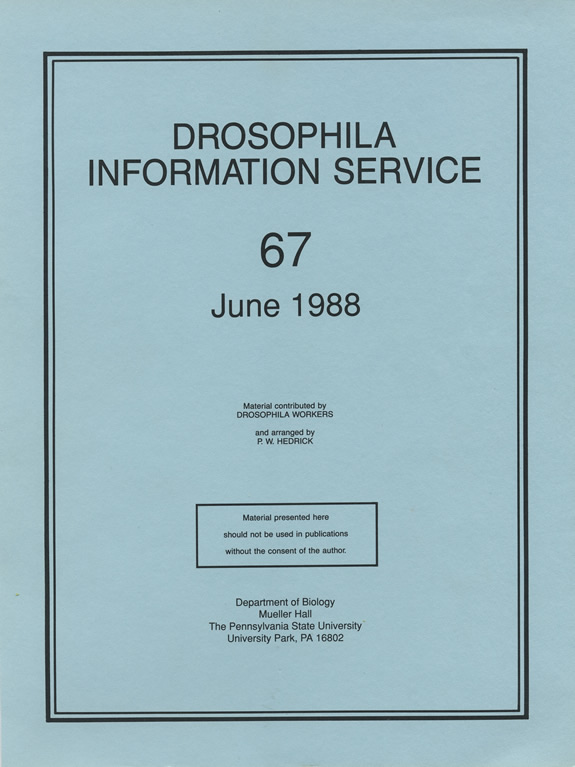 DROSOPHILA
INFORMATION SERVICE
67
June 1988
Material contributed by
DROSOPHILA WORKERS
and arranged by
P. W. HEDRICK
Material presented here
should not be used in publications
without the consent of the author.
Department of Biology
Mueller Hall
The Pennsylvania State University
University Park, PA 16802